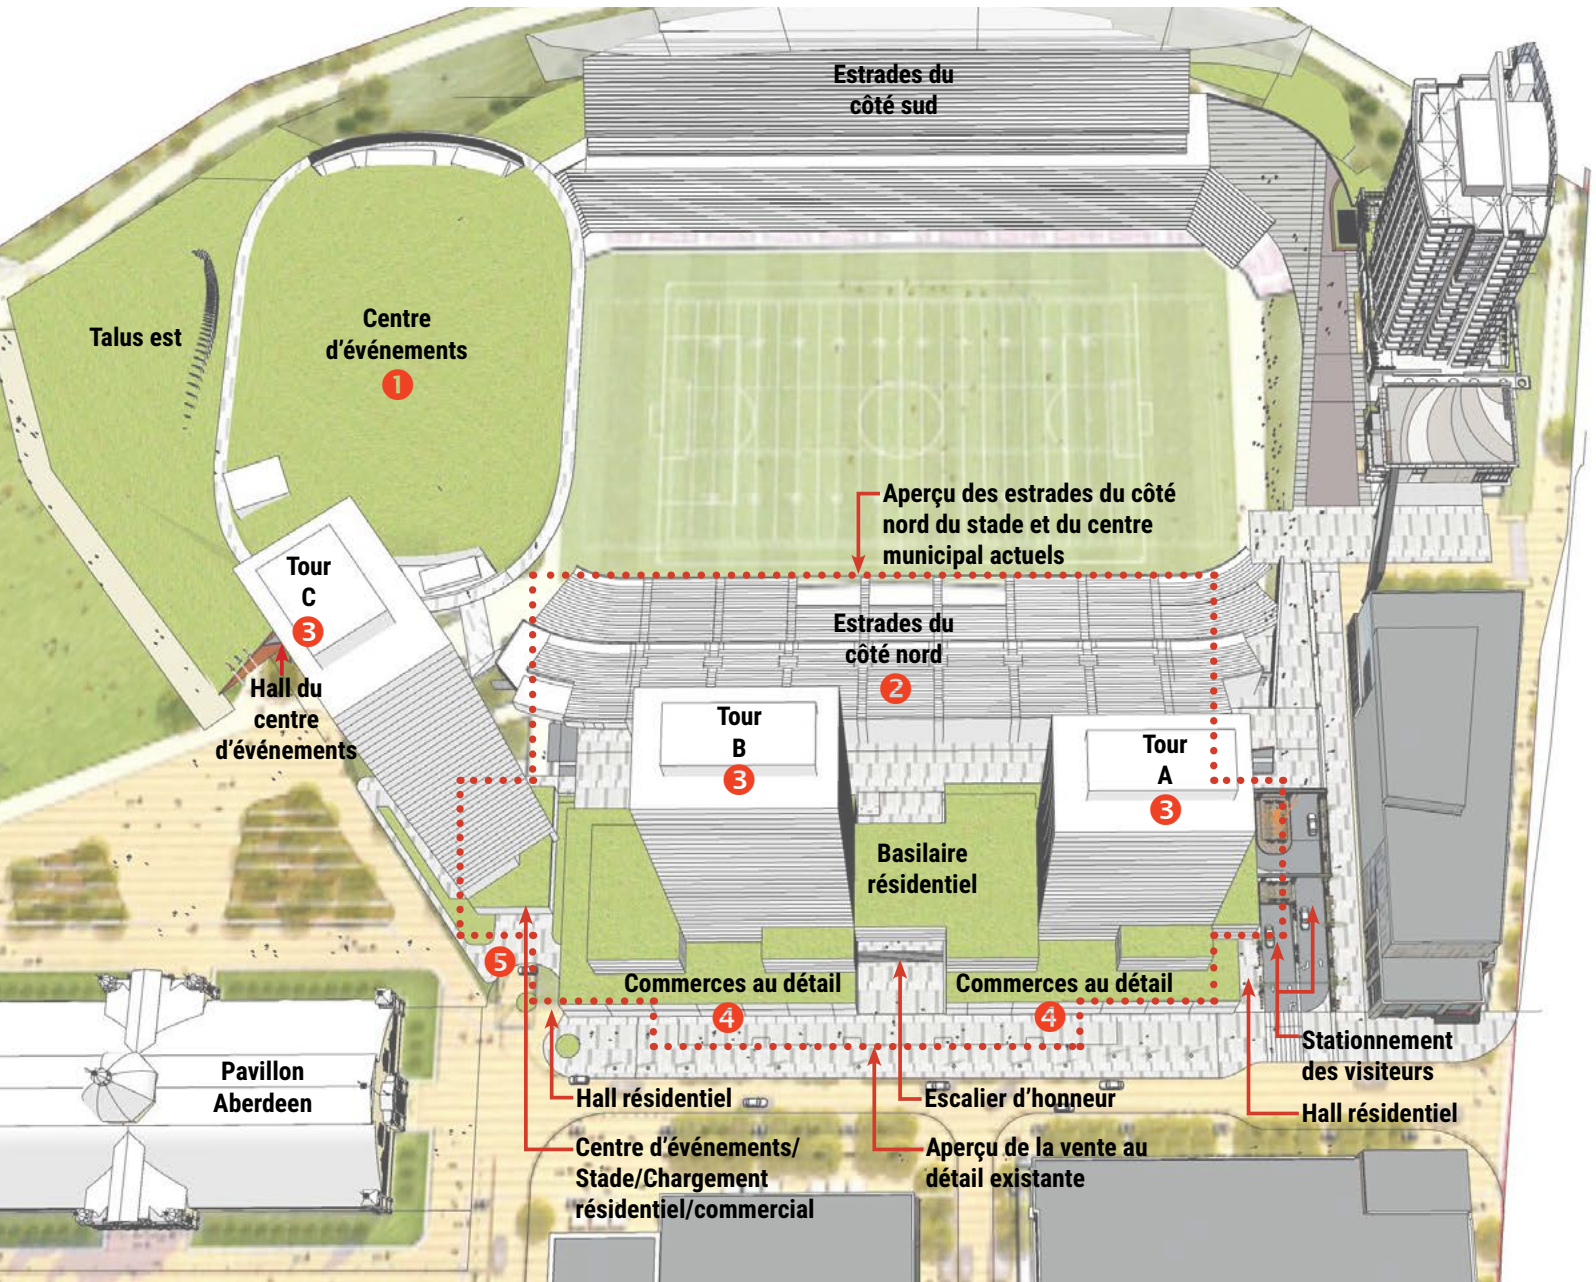 Estrades du
côté sud
Talus est
Centre
d'événements
1
Aperçu des estrades du côté
nord du stade et du centre
municipal actuels
Tour
C
3
Estrades du
côté nord
2
Hall du
centre
d'événements
Tour
B
3
Tour
A
3
Basilaire
résidentiel
5
Commerces au détail
4
Commerces au détail
4
Stationnement
des visiteurs
Pavillon
Aberdeen
Hall résidentiel
Escalier d'honneur
Hall résidentiel
Centre d'événements/
Stade/Chargement
résidentiel/commercial
Aperçu de la vente au
détail existante